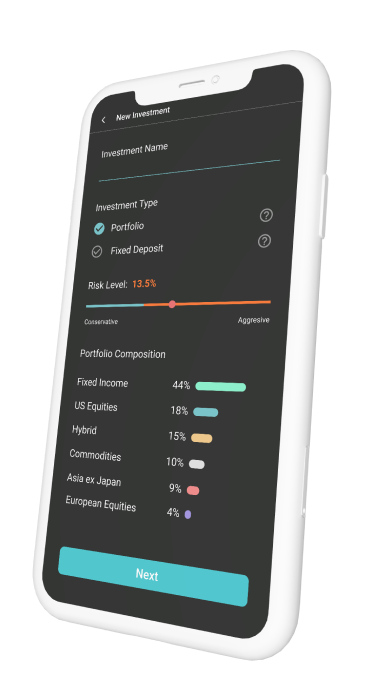 New Investment
Investment Name
Investment Type
Portfolio ?
Fixed Deposit ?
Risk Level: 13.5%
Conservative Aggresive
Portfolio Composition
Fixed Income 44%
US Equities 18%
Hybrid 15%
Commodities 10%
Asia ex Japan 9%
European Equities 4%
Next